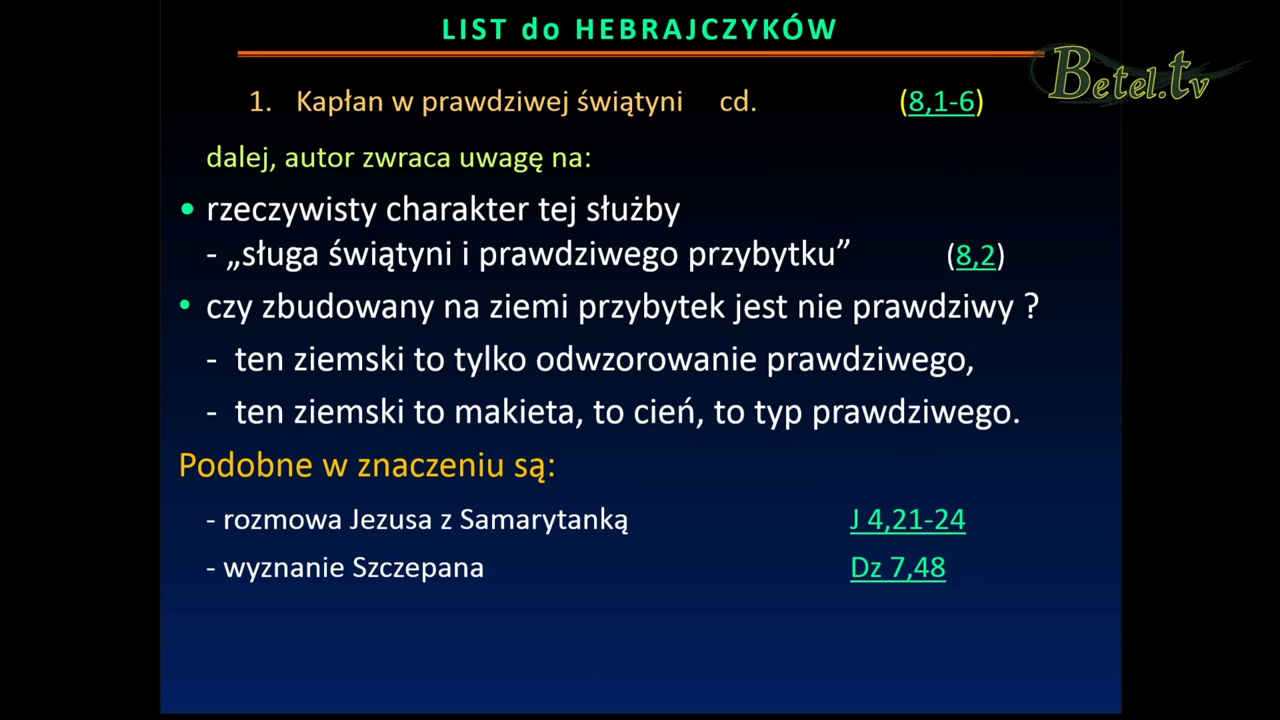 LIST do HEBRAJCZYKÓW
Betel.tv
1. Kapłan w prawdziwej świątyni cd. (8,1-6)
dalej, autor zwraca uwagę na:
• rzeczywisty charakter tej służby
- „sługa świątyni i prawdziwego przybytku” (8,2)
• czy zbudowany na ziemi przybytek jest nie prawdziwy ?
- ten ziemski to tylko odwzorowanie prawdziwego,
- ten ziemski to makieta, to cień, to typ prawdziwego.
Podobne w znaczeniu są:
- rozmowa Jezusa z Samarytanką J 4,21-24
- wyznanie Szczepana Dz 7,48